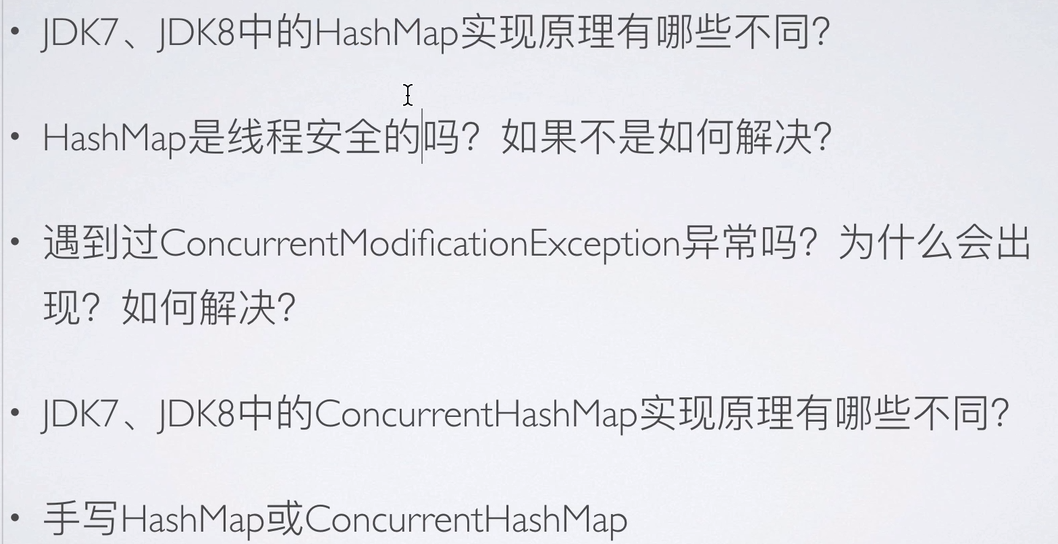 • JDK7、JDK8中的HashMap实现原理有哪些不同？
• HashMap是线程安全的吗？如果不是如何解决？
• 遇到过ConcurrentModificationException异常吗？为什么会出
现？如何解决？
• JDK7、JDK8中的ConcurrentHashMap实现原理有哪些不同？
• 手写HashMap或ConcurrentHashMap